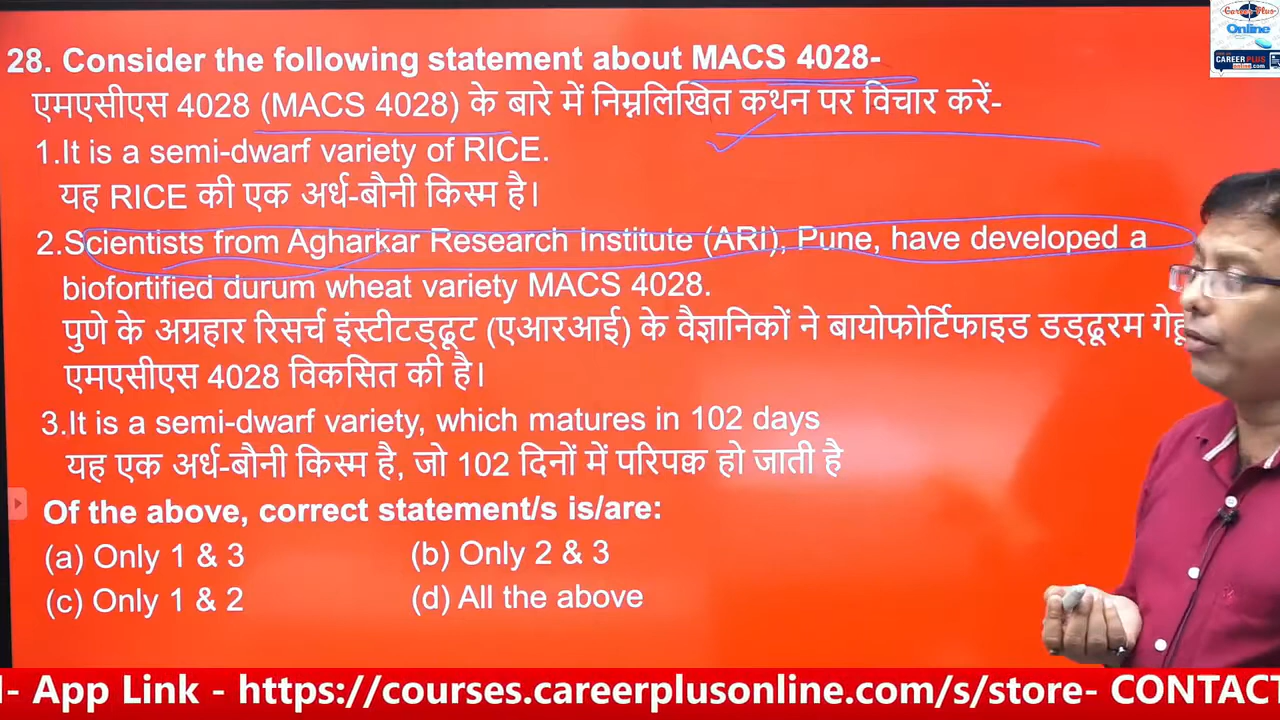 Career Plus
Online
CAREER PLUS
28. Consider the following statement about MACS 4028-
एमएसीएस 4028 (MACS 4028) के बारे में निम्नलिखित कथन पर विचार करें-
1.It is a semi-dwarf variety of RICE.
यह RICE की एक अर्ध-बौनी किस्म है।
2.Scientists from Agharkar Research Institute (ARI), Pune, have developed a
biofortified durum wheat variety MACS 4028.
पुणे के अग्रहार रिसर्च इंस्टीटड्ढूट (एआरआई) के वैज्ञानिकों ने बायोफोर्टिफाइड डड्ढूरम गेहू
एमएसीएस 4028 विकसित की है।
3.It is a semi-dwarf variety, which matures in 102 days
यह एक अर्ध-बौनी किस्म है, जो 102 दिनों में परिपक्व हो जाती है
Of the above, correct statement/s is/are:
(a) Only 1 & 3 (b) Only 2 & 3
(c) Only 1 & 2 (d) All the above
- App Link - https://courses.careerplusonline.com/s/store- CONTACT